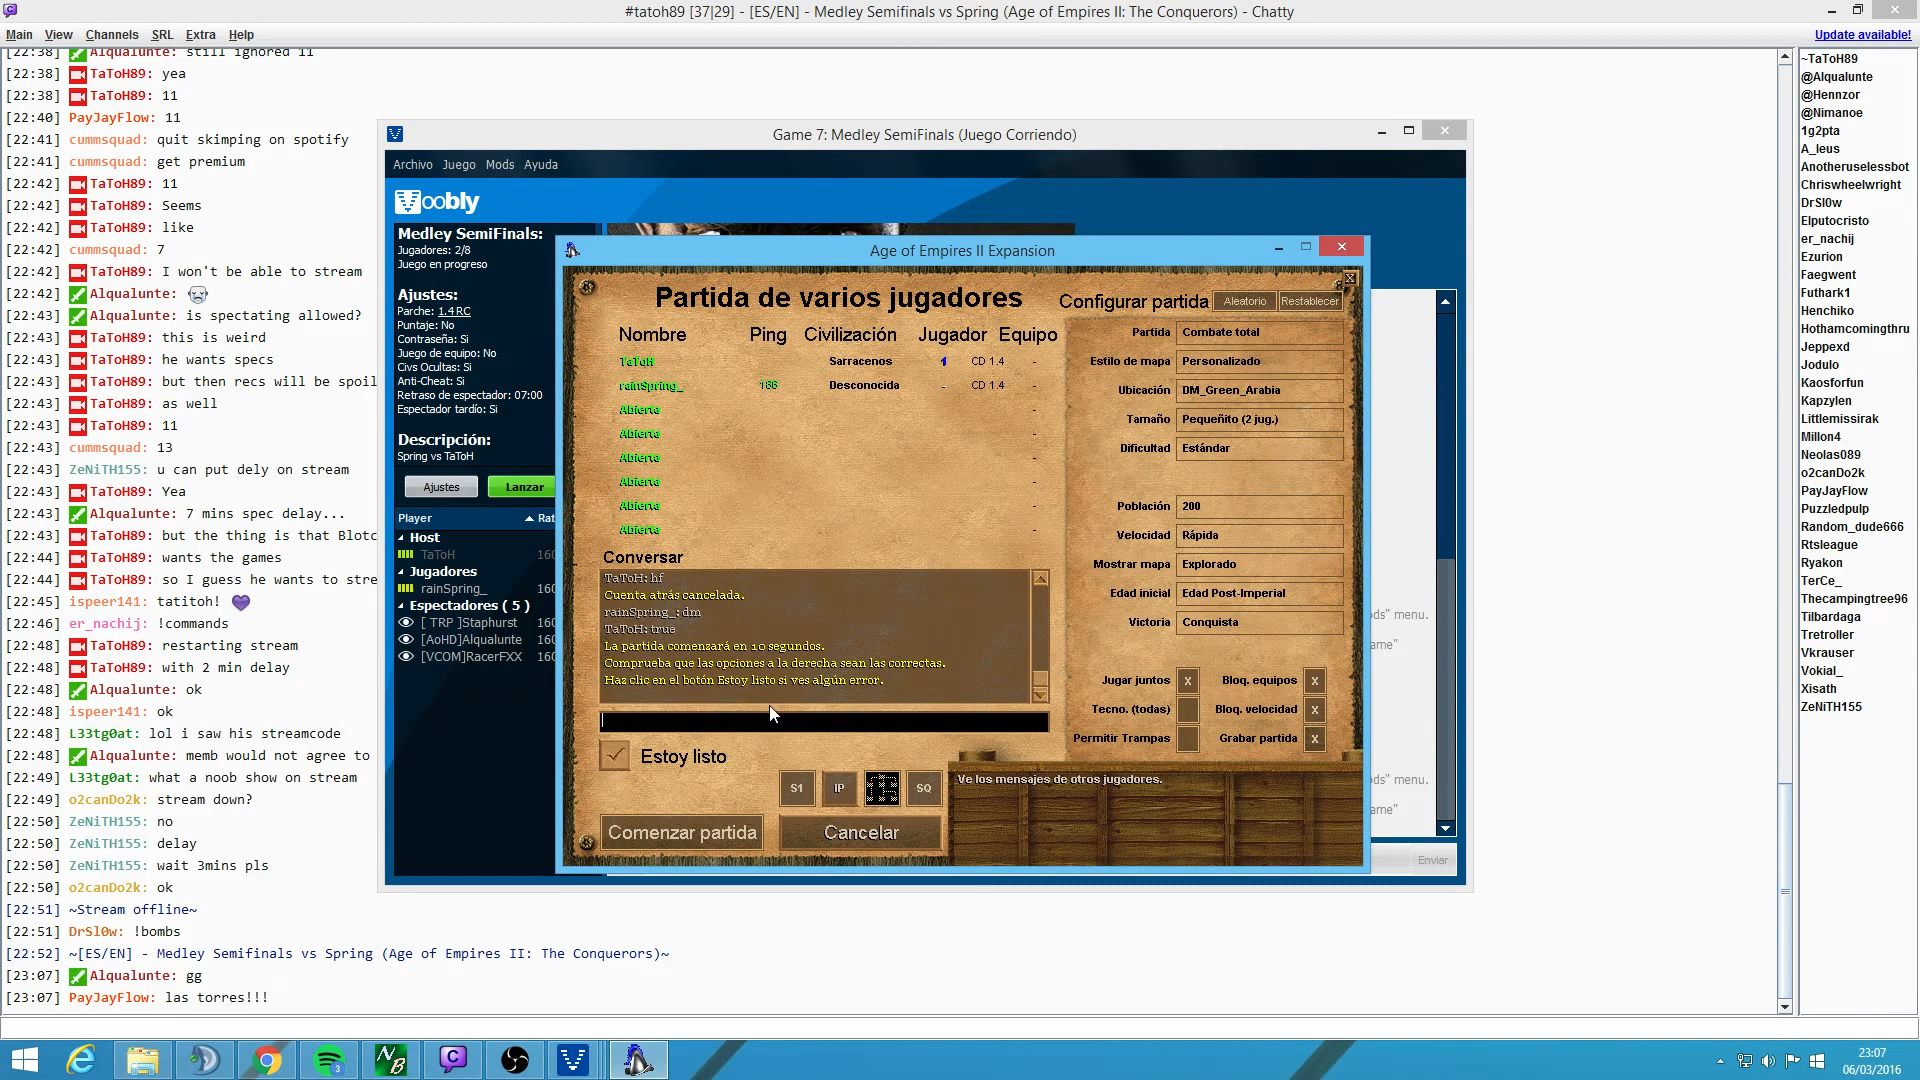 #tatoh89 [37|29] - [ES/EN] - Medley Semifinals vs Spring (Age of Empires II: The Conquerors) - Chatty
Main View Channels SRL Extra Help
Update available!
[22:38] Alqualunte: still ignored 11
[22:38] TaToH89: yea
[22:38] TaToH89: 11
[22:40] PayJayFlow: 11
[22:41] cummsquad: quit skimping on spotify
[22:41] cummsquad: get premium
[22:42] TaToH89: 11
[22:42] TaToH89: Seems
[22:42] TaToH89: like
[22:42] cummsquad: 7
[22:42] TaToH89: I won't be able to stream
[22:42] Alqualunte:
[22:43] Alqualunte: is spectating allowed?
[22:43] TaToH89: this is weird
[22:43] TaToH89: he wants specs
[22:43] TaToH89: but then recs will be spoil
[22:43] TaToH89: as well
[22:43] TaToH89: 11
[22:43] cummsquad: 13
[22:43] ZeNiTH155: u can put dely on stream
[22:43] TaToH89: Yea
[22:43] Alqualunte: 7 mins spec delay...
[22:43] TaToH89: but the thing is that Blotc
[22:44] TaToH89: wants the games
[22:44] TaToH89: so I guess he wants to stre
[22:45] ispeer141: tatitoh!
[22:46] er_nachij: !commands
[22:48] TaToH89: restarting stream
[22:48] TaToH89: with 2 min delay
[22:48] Alqualunte: ok
[22:48] ispeer141: ok
[22:48] L33tg0at: lol i saw his streamcode
[22:48] Alqualunte: memb would not agree to
[22:49] L33tg0at: what a noob show on stream
[22:49] o2canDo2k: stream down?
[22:50] ZeNiTH155: no
[22:50] ZeNiTH155: delay
[22:50] ZeNiTH155: wait 3mins pls
[22:50] o2canDo2k: ok
[22:51] ~Stream offline~
[22:51] DrSl0w: !bombs
[22:52] ~[ES/EN] - Medley Semifinals vs Spring (Age of Empires II: The Conquerors)~
[23:07] Alqualunte: gg
[23:07] PayJayFlow: las torres!!!
Game 7: Medley SemiFinals (Juego Corriendo)
Archivo Juego Mods Ayuda
Voobly
Medley SemiFinals:
Jugadores: 2/8
Juego en progreso
Ajustes:
Parche: 1.4 RC
Puntaje: No
Contraseña: Si
Juego de equipo: No
Civs Ocultas: Si
Anti-Cheat: Si
Retraso de espectador: 07:00
Espectador tardío: Si
Descripción:
Spring vs TaToH
Ajustes Lanzar
Player Rat
Host
TaToH 160
Jugadores
rainSpring_ 160
Espectadores ( 5 )
[ TRP ]Staphurst 160
[AoHD]Alqualunte 160
[VCOM]RacerFXX 160
ds" menu.
ame"
ds" menu.
ame"
Enviar
Age of Empires II Expansion
Partida de varios jugadores
Nombre Ping Civilización Jugador Equipo
TaToH Sarracenos 1 CD 1.4 -
rainSpring_ 186 Desconocida - CD 1.4 -
Abierta -
Abierta -
Abierta -
Abierta -
Abierta -
Abierta -
Conversar
TaToH: hf
Cuenta atrás cancelada.
rainSpring_: dm
TaToH: true
La partida comenzará en 10 segundos.
Comprueba que las opciones a la derecha sean las correctas.
Haz clic en el botón Estoy listo si ves algún error.
Estoy listo
S1 IP SQ
Comenzar partida Cancelar
Configurar partida Aleatorio Restablecer
Partida Combate total
Estilo de mapa Personalizado
Ubicación DM_Green_Arabia
Tamaño Pequeñito (2 jug.)
Dificultad Estándar
Población 200
Velocidad Rápida
Mostrar mapa Explorado
Edad inicial Edad Post-Imperial
Victoria Conquista
Jugar juntos X Bloq. equipos X
Tecno. (todas) Bloq. velocidad X
Permitir Trampas Grabar partida X
Ve los mensajes de otros jugadores.
~TaToH89
@Alqualunte
@Hennzor
@Nimanoe
1g2pta
A_leus
Anotheruselessbot
Chriswheelwright
DrSl0w
Elputocristo
er_nachij
Ezurion
Faegwent
Futhark1
Henchiko
Hothamcomingthru
Jeppexd
Jodulo
Kaosforfun
Kapzylen
Littlemissirak
Millon4
Neolas089
o2canDo2k
PayJayFlow
Puzzledpulp
Random_dude666
Rtsleague
Ryakon
TerCe_
Thecampingtree96
Tilbardaga
Tretroller
Vkrauser
Vokial_
Xisath
ZeNiTH155
3
23:07
06/03/2016